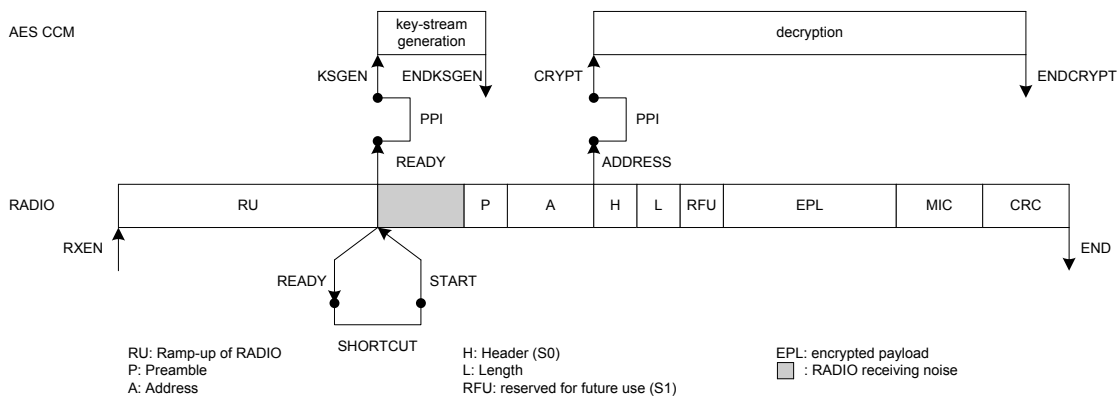 AES CCM
key-stream
generation
decryption
KSGEN
ENDKSGEN
CRYPT
ENDCRYPT
PPI
PPI
READY
ADDRESS
RADIO
RU
P
A
H
L
RFU
EPL
MIC
CRC
RXEN
END
READY
START
SHORTCUT
RU: Ramp-up of RADIO
P: Preamble
A: Address
H: Header (S0)
L: Length
RFU: reserved for future use (S1)
EPL: encrypted payload
: RADIO receiving noise